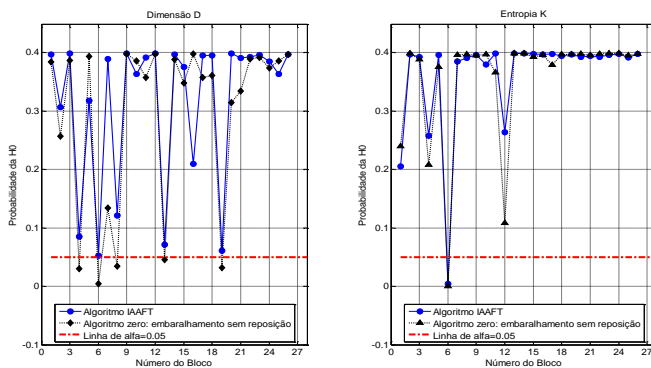 Dimensão D
Probabilidade da H0
0.4
0.3
0.2
0.1
0
-0.1
0 3 6 9 12 15 18 21 24 27
Número do Bloco
Algoritmo IAAFT
Algoritmo zero: embaralhamento sem reposição
Linha de alfa=0.05
Entropia K
Probabilidade da H0
0.4
0.3
0.2
0.1
0
-0.1
0 3 6 9 12 15 18 21 24 27
Número do Bloco
Algoritmo IAAFT
Algoritmo zero: embaralhamento sem reposição
Linha de alfa=0.05